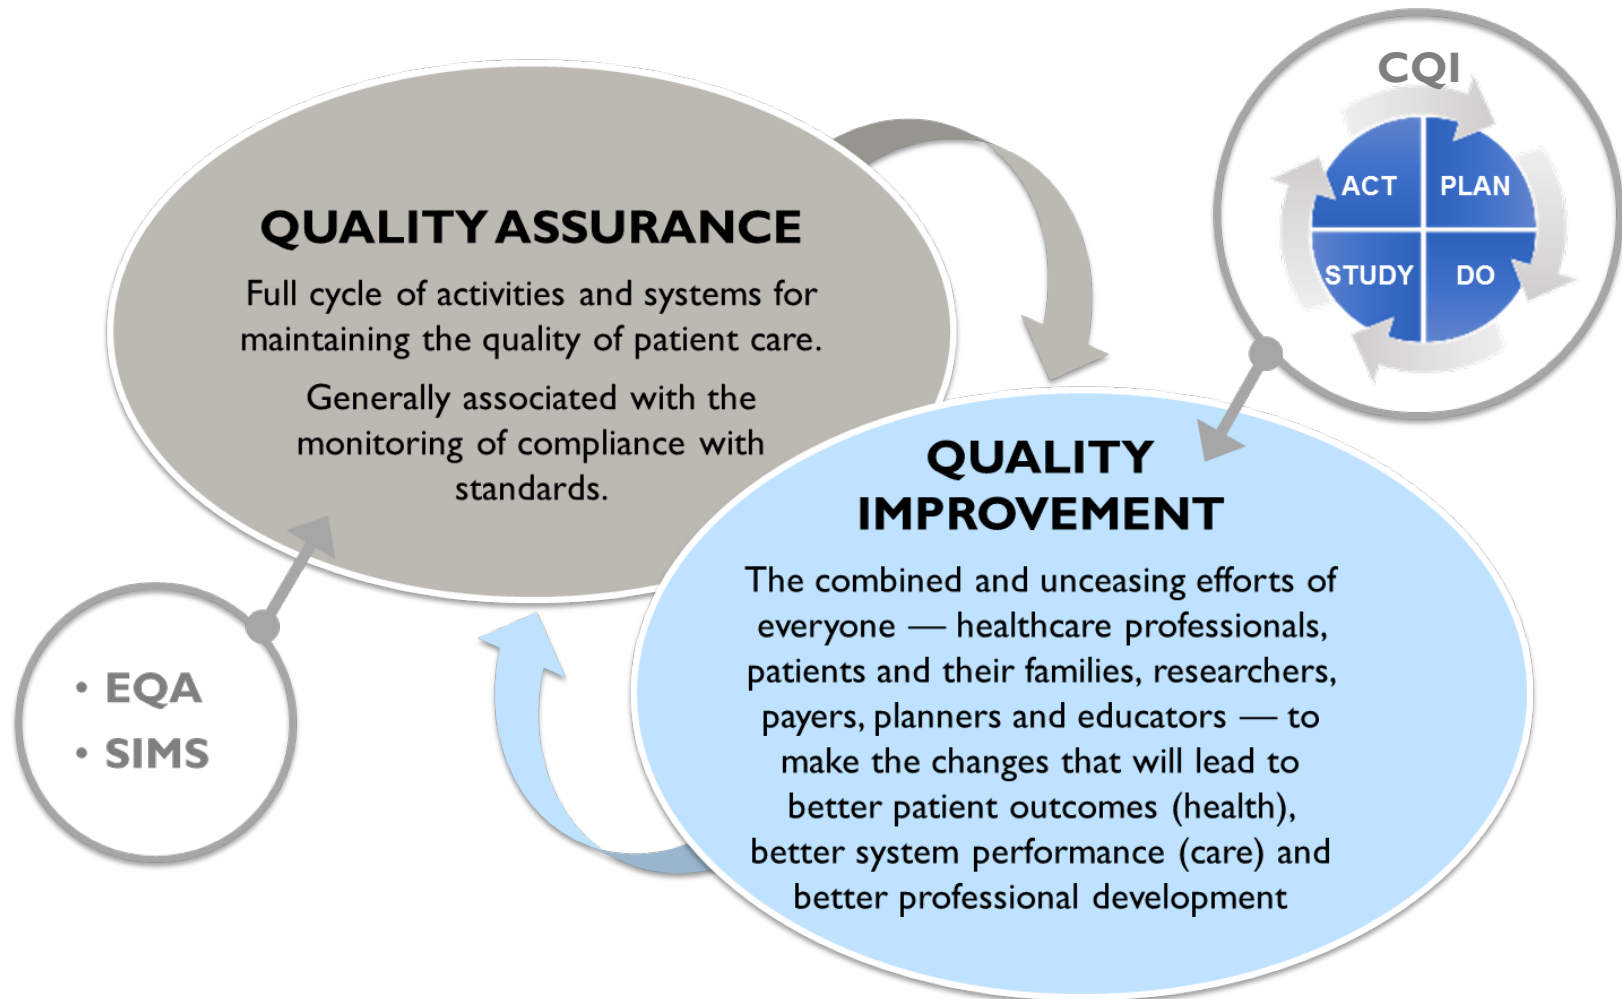 QUALITY ASSURANCE
Full cycle of activities and systems for
maintaining the quality of patient care.
Generally associated with the
monitoring of compliance with
standards.
CQI
ACT
PLAN
STUDY
DO
QUALITY
IMPROVEMENT
The combined and unceasing efforts of
everyone — healthcare professionals,
patients and their families, researchers,
payers, planners and educators — to
make the changes that will lead to
better patient outcomes (health),
better system performance (care) and
better professional development
• EQA
• SIMS